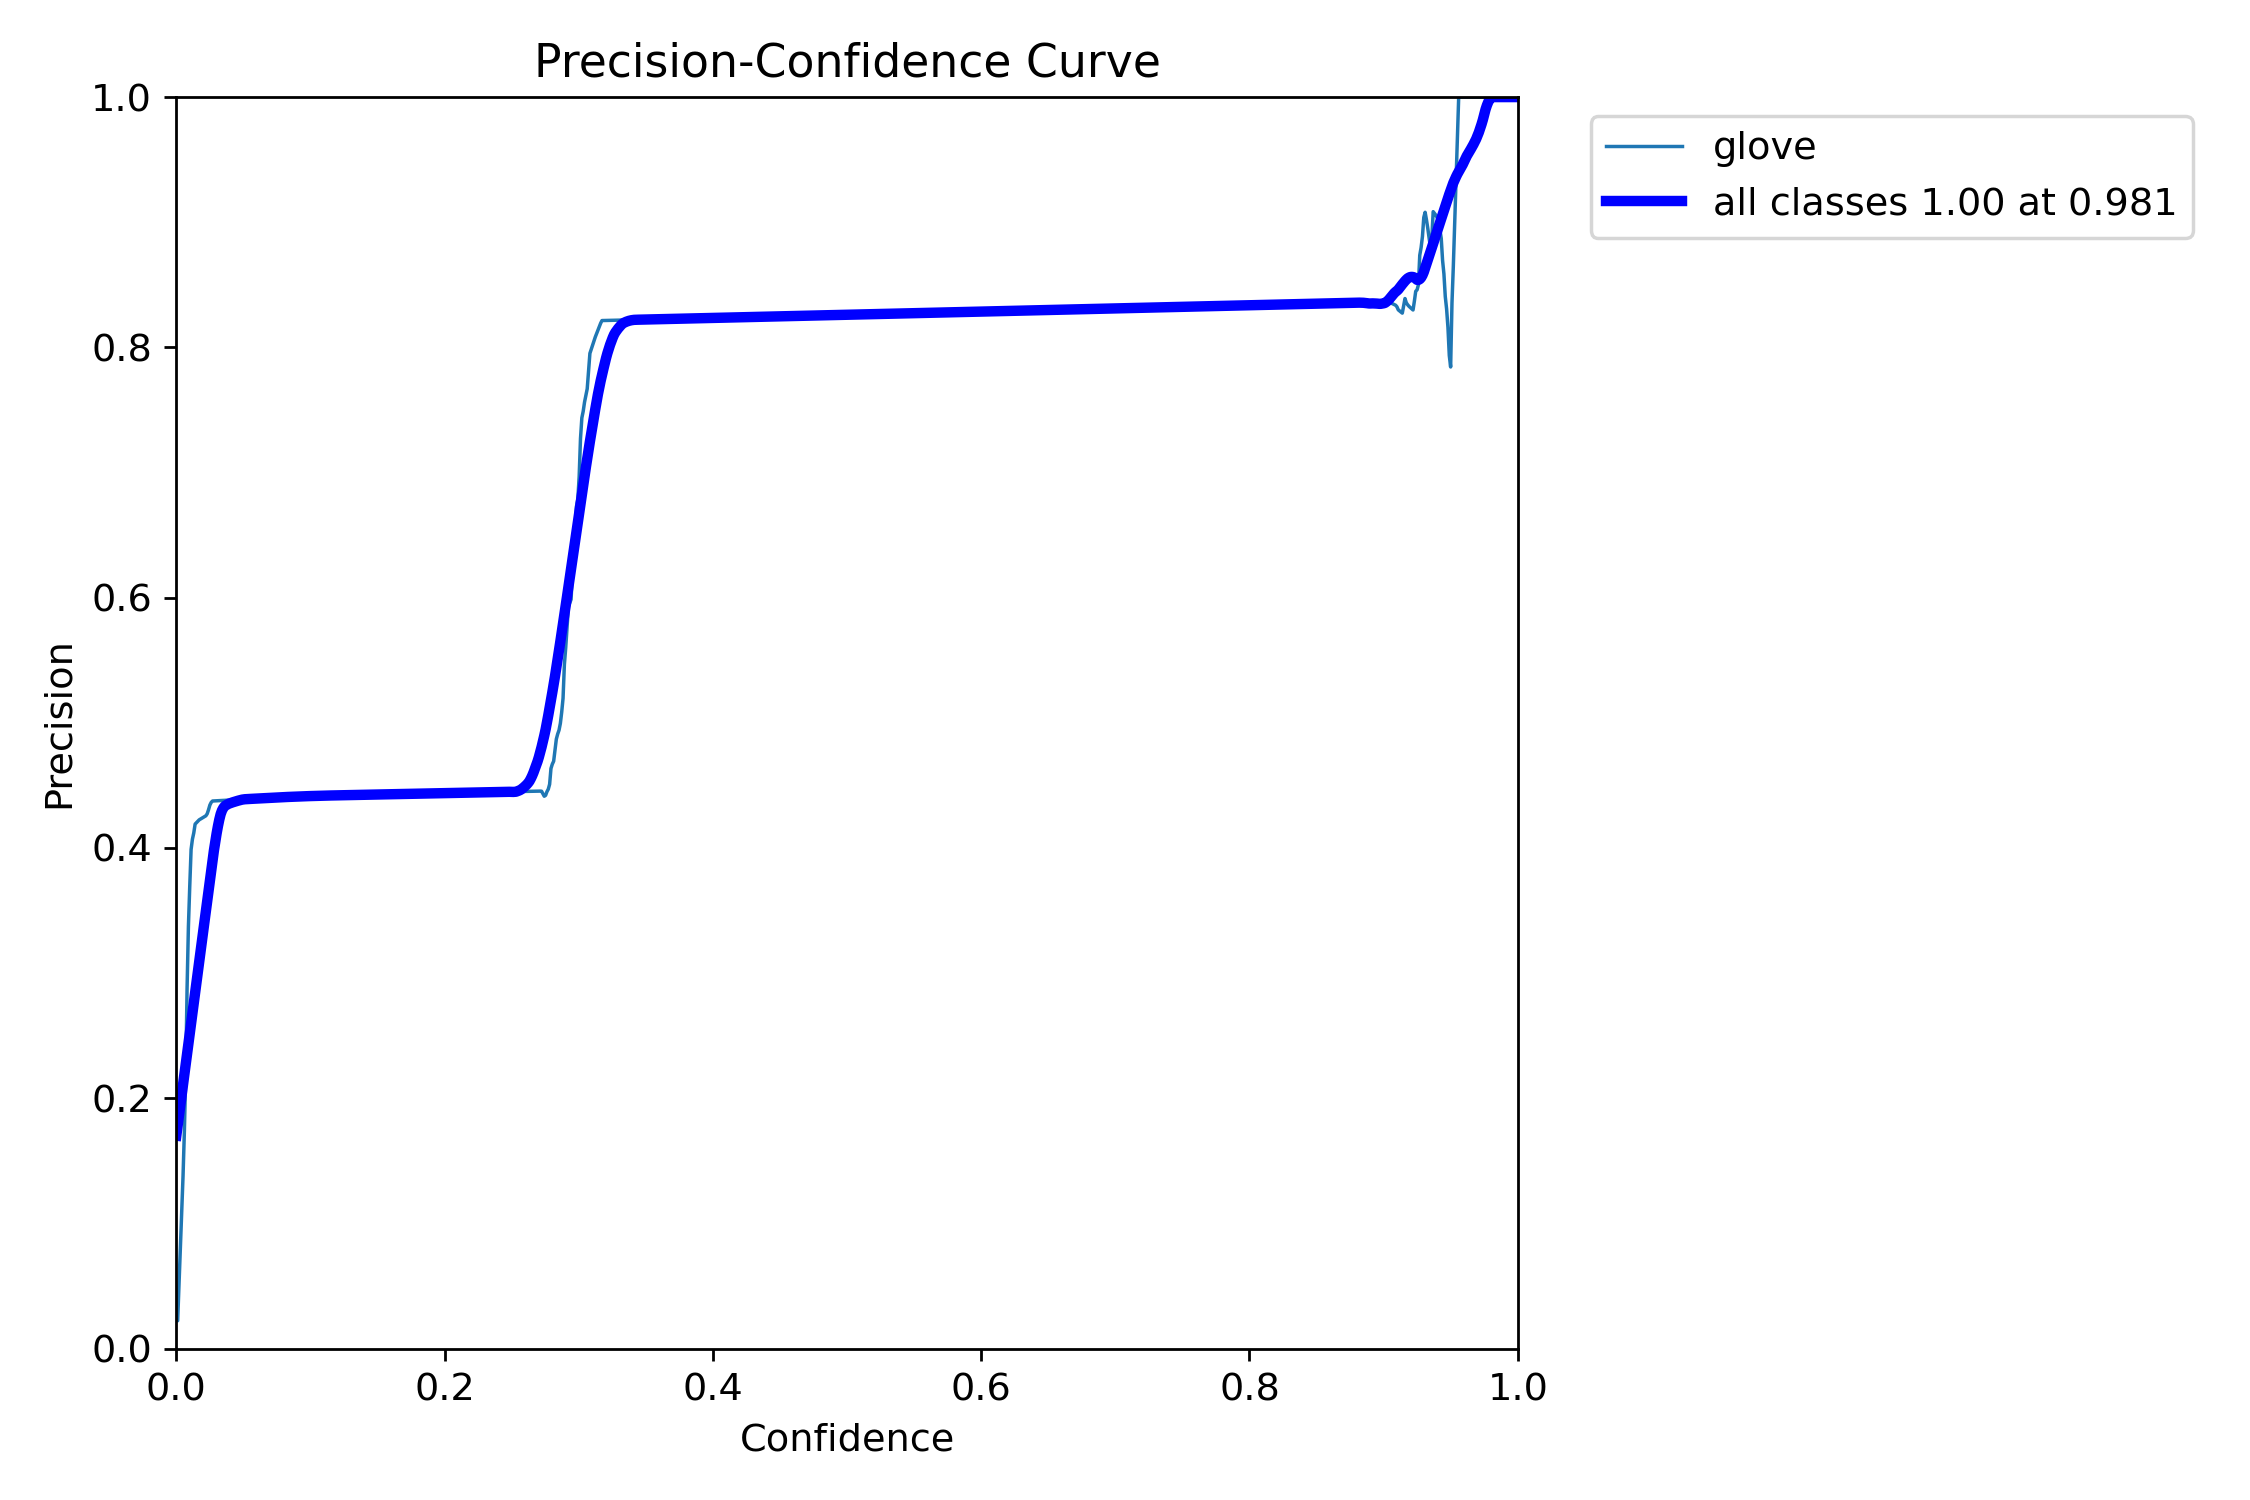 Precision-Confidence Curve
1.0
0.8
0.6
0.4
0.2
0.0
Precision
0.0 0.2 0.4 0.6 0.8 1.0
Confidence
glove
all classes 1.00 at 0.981